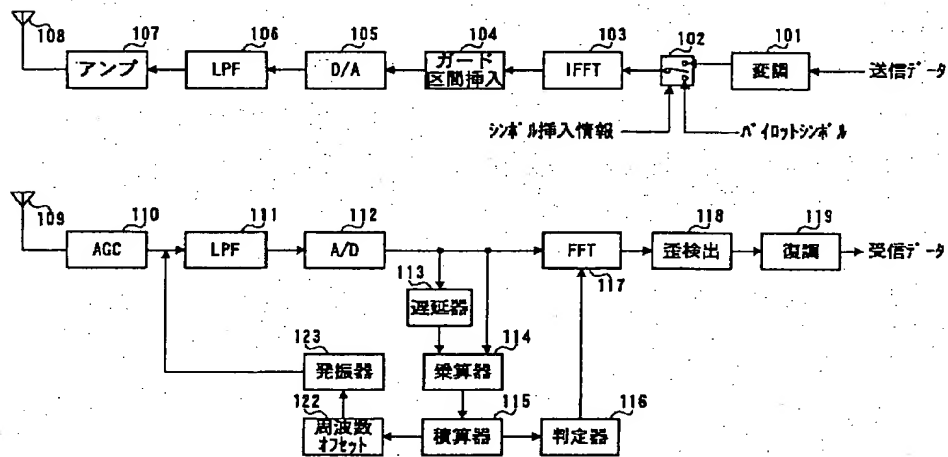 108
107
106
105
104
103
102
101
アンプ
LPF
D/A
ガード
区間挿入
IFFT
変調
送信データ
シンボル挿入情報
パイロットシンボル
109
110
111
112
118
119
AGC
LPF
A/D
FFT
歪検出
復調
受信データ
117
113
遅延器
123
114
発振器
乗算器
122
115
116
周波数
オフセット
積算器
判定器